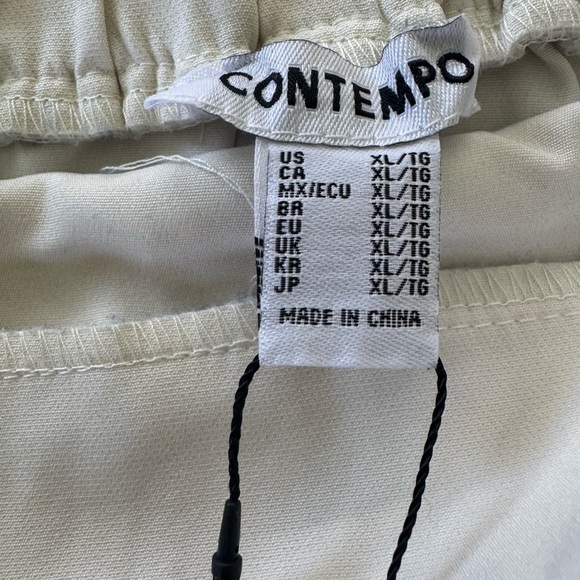 CONTEMPO
US XL/TG
CA XL/TG
MX/ECU XL/TG
BR XL/TG
EU XL/TG
UK XL/TG
KR XL/TG
JP XL/TG
MADE IN CHINA